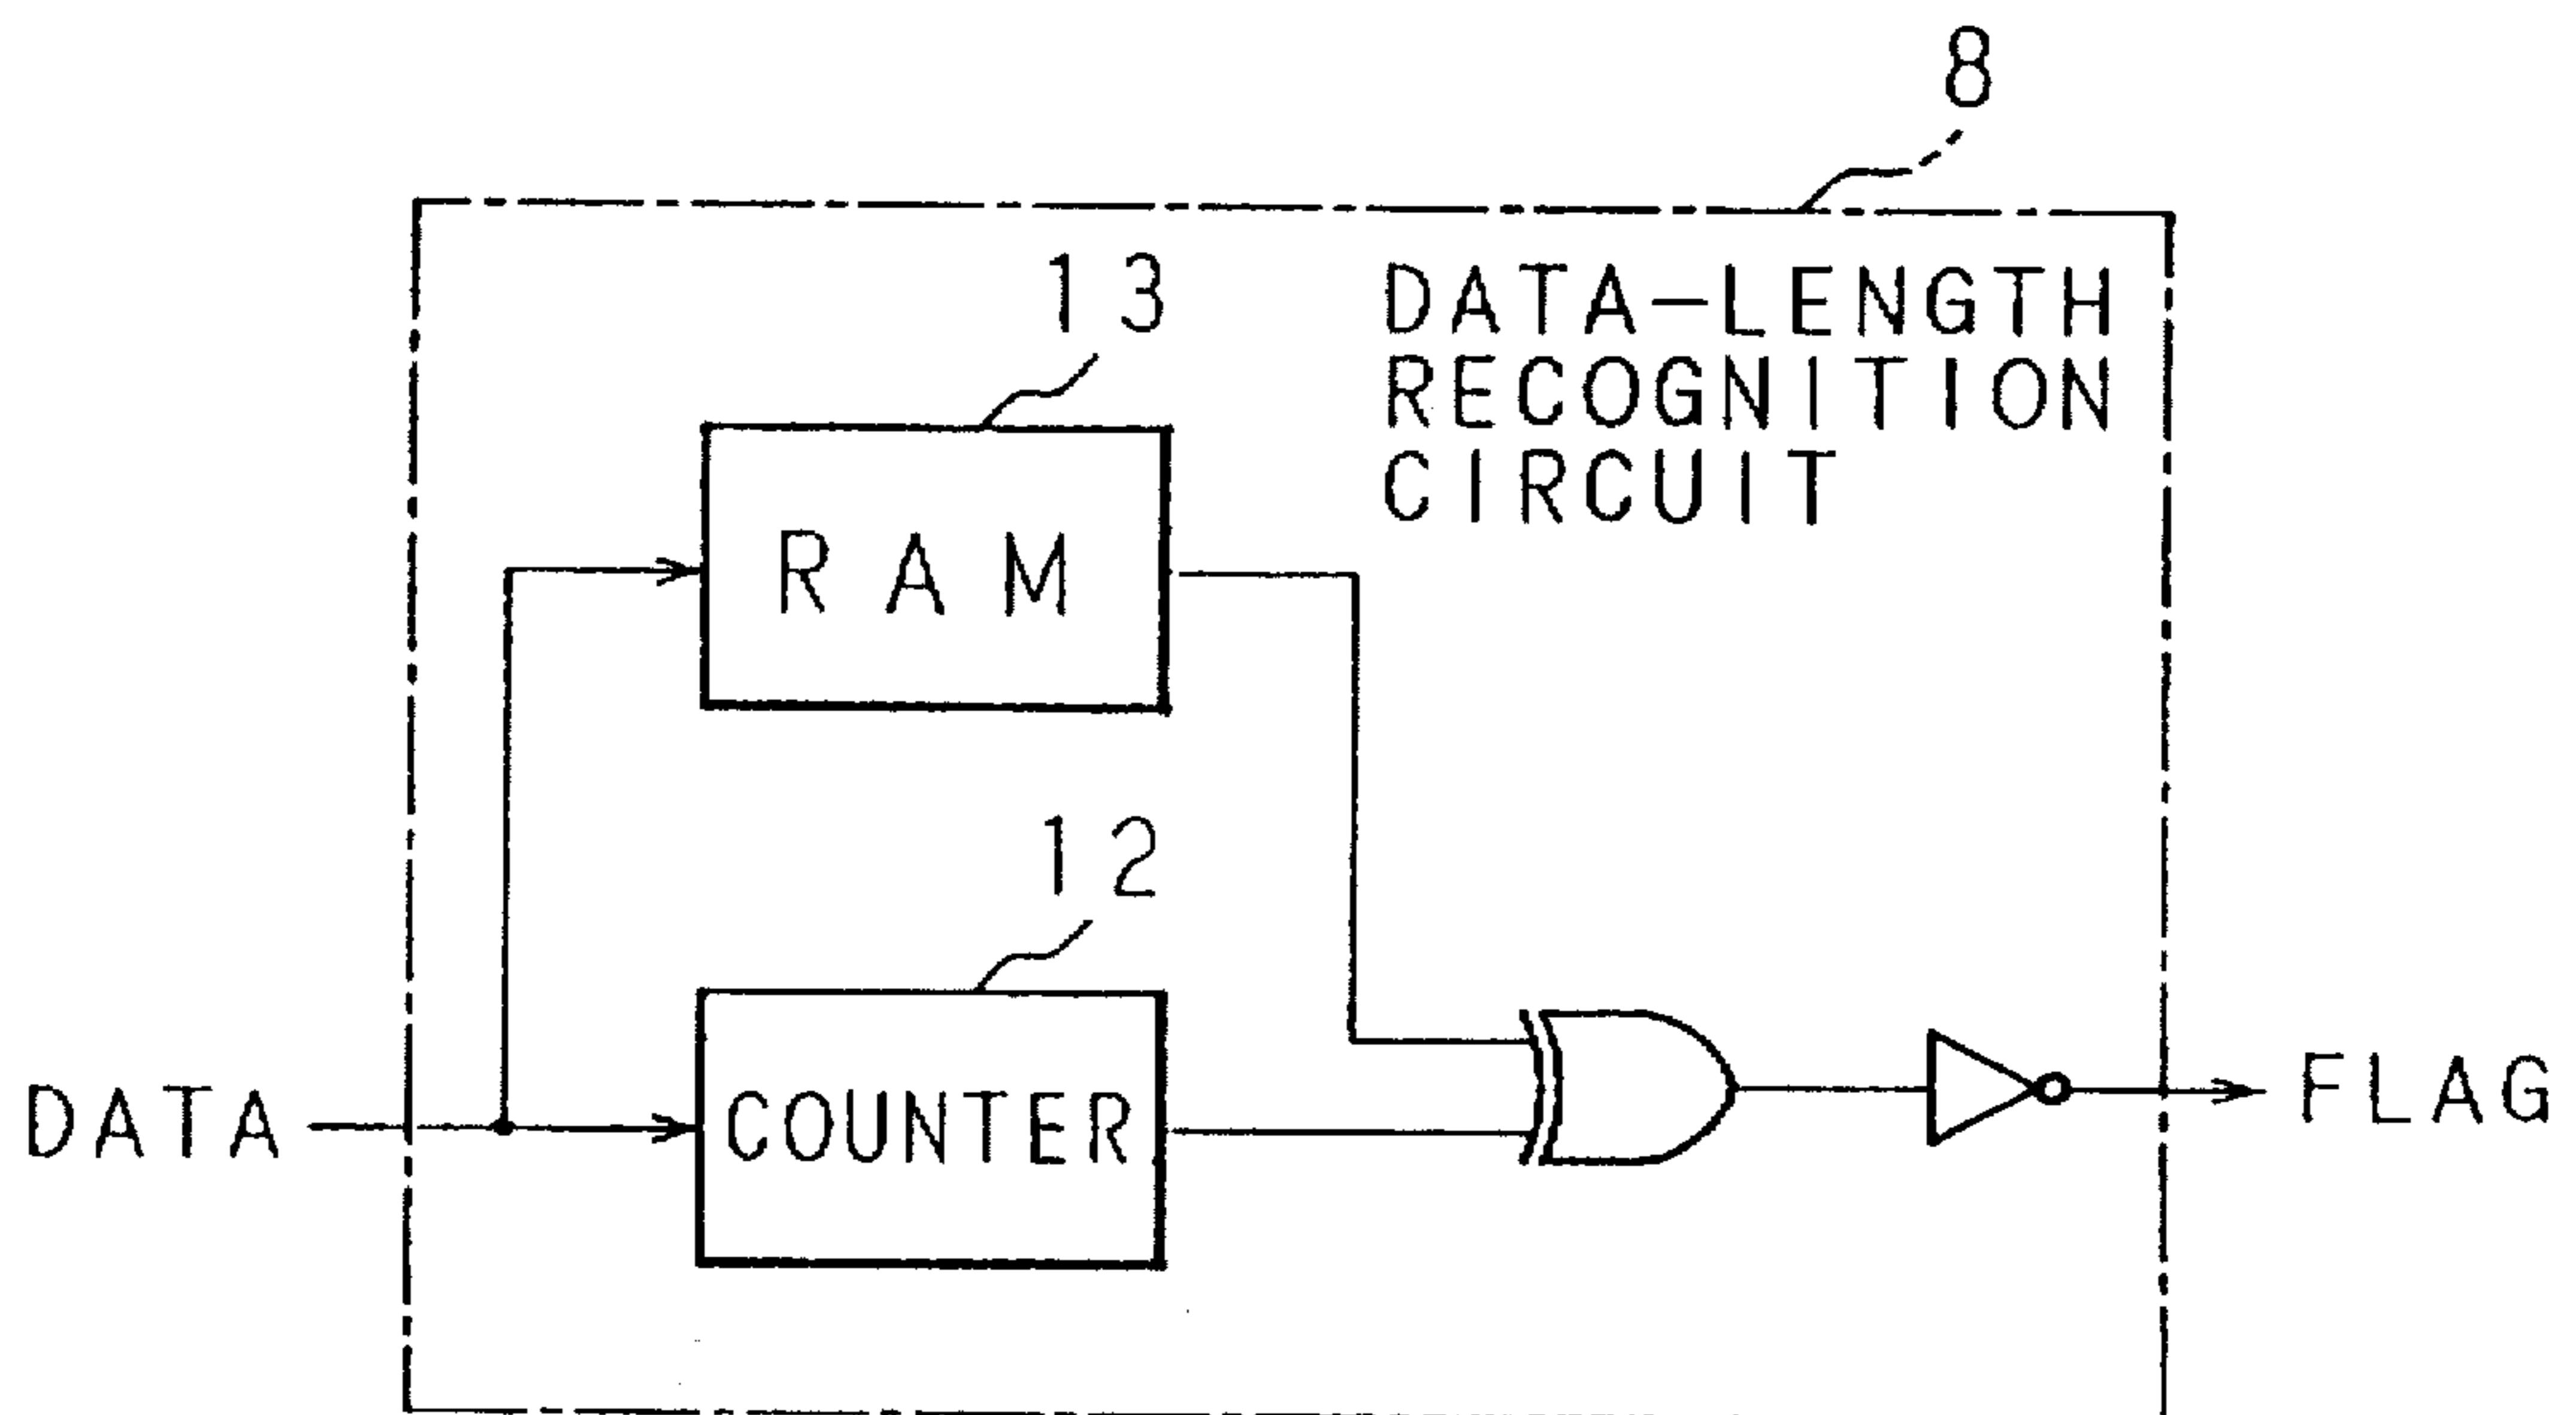 8
13
DATA-LENGTH
RECOGNITION
CIRCUIT
RAM
12
DATA
COUNTER
FLAG